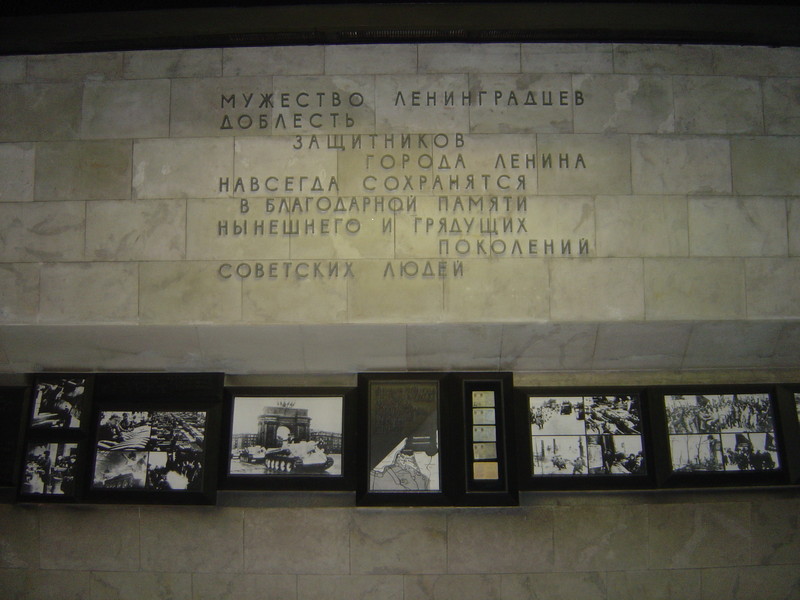 МУЖЕСТВО ЛЕНИНГРАДЦЕВ
ДОБЛЕСТЬ
ЗАЩИТНИКОВ
ГОРОДА ЛЕНИНА
НАВСЕГДА СОХРАНЯТСЯ
В БЛАГОДАРНОЙ ПАМЯТИ
НЫНЕШНЕГО И ГРЯДУЩИХ
ПОКОЛЕНИЙ
СОВЕТСКИХ ЛЮДЕЙ